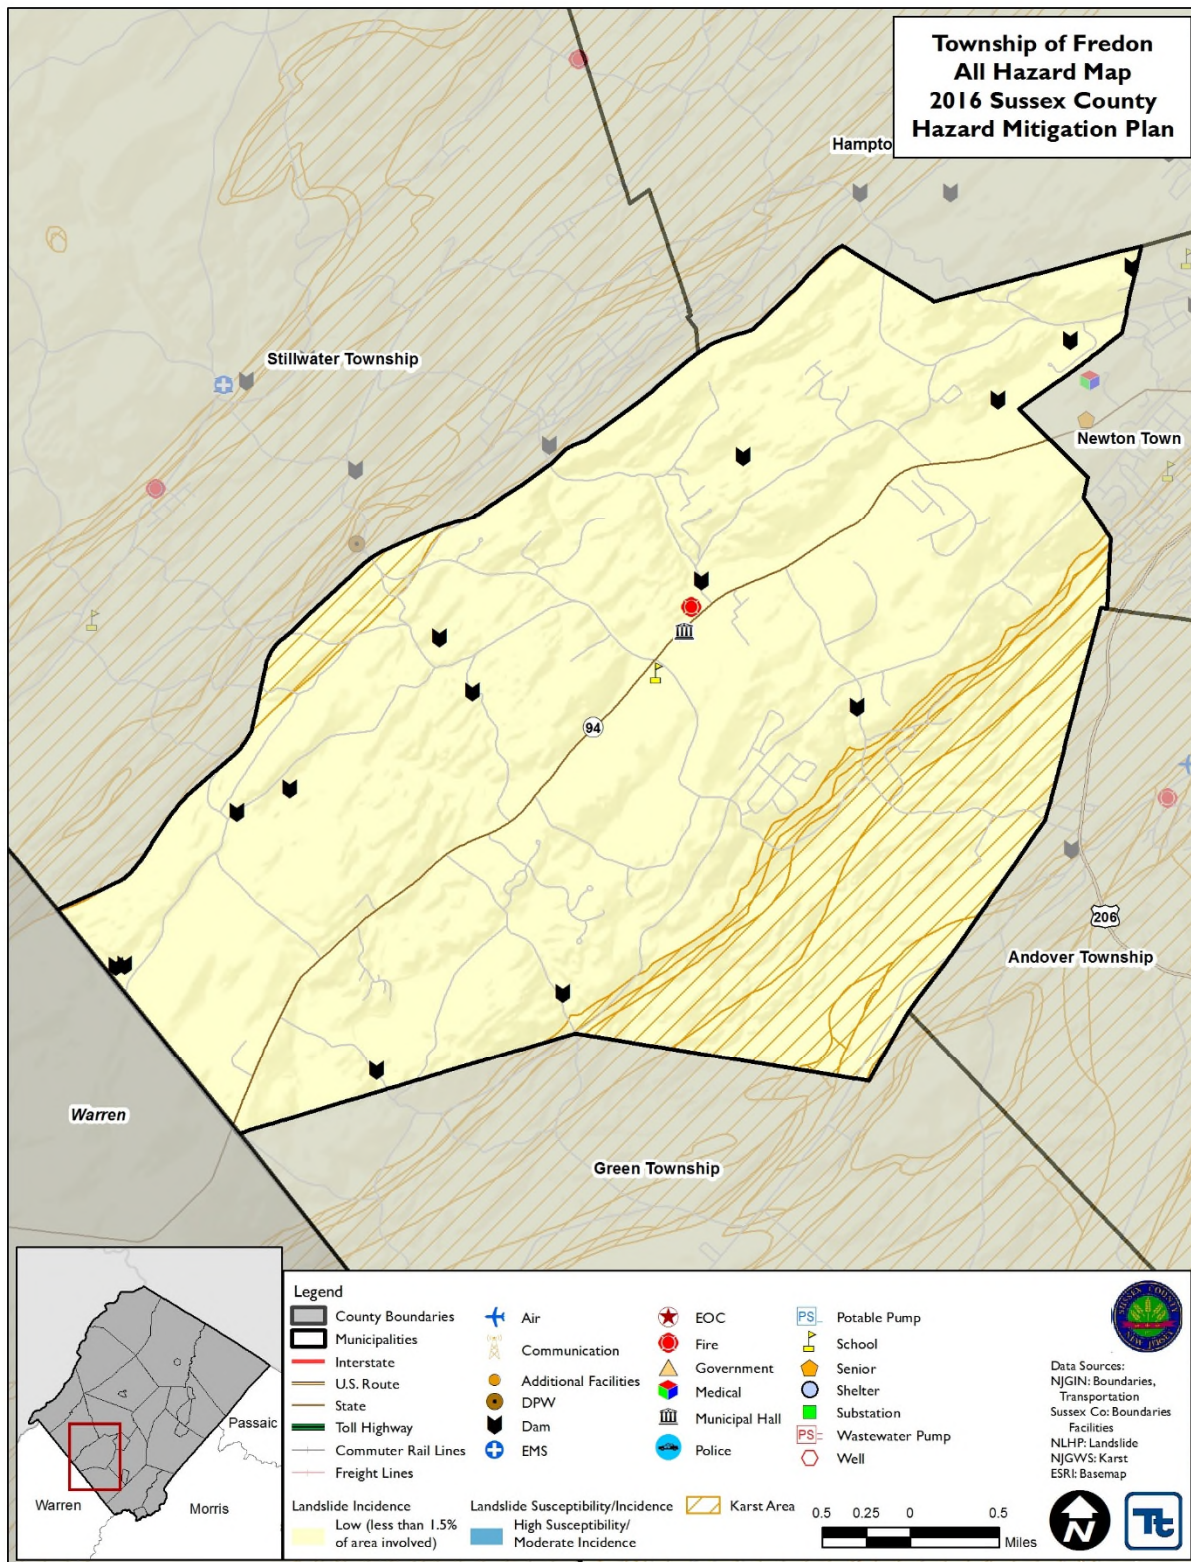 Township of Fredon
All Hazard Map
2016 Sussex County
Hazard Mitigation Plan
Hampto
Stillwater Township
Newton Town
94
206
Andover Township
Warren
Green Township
Passaic
Warren
Morris
Legend
County Boundaries
Municipalities
Interstate
U.S. Route
State
Toll Highway
Commuter Rail Lines
Freight Lines
Air
Communication
Additional Facilities
DPW
Dam
EMS
EOC
Fire
Government
Medical
Municipal Hall
Police
PS
Potable Pump
School
Senior
Shelter
Substation
PS
Wastewater Pump
Well
Landslide Incidence
Low (less than 1.5%
of area involved)
Landslide Susceptibility/Incidence
High Susceptibility/
Moderate Incidence
Karst Area
0.5 0.25 0 0.5
Miles
SUSSEX COUNTY
NEW JERSEY
Data Sources:
NJGIN: Boundaries,
Transportation
Sussex Co: Boundaries
Facilities
NLHP: Landslide
NJGWS: Karst
ESRI: Basemap
N
Tt